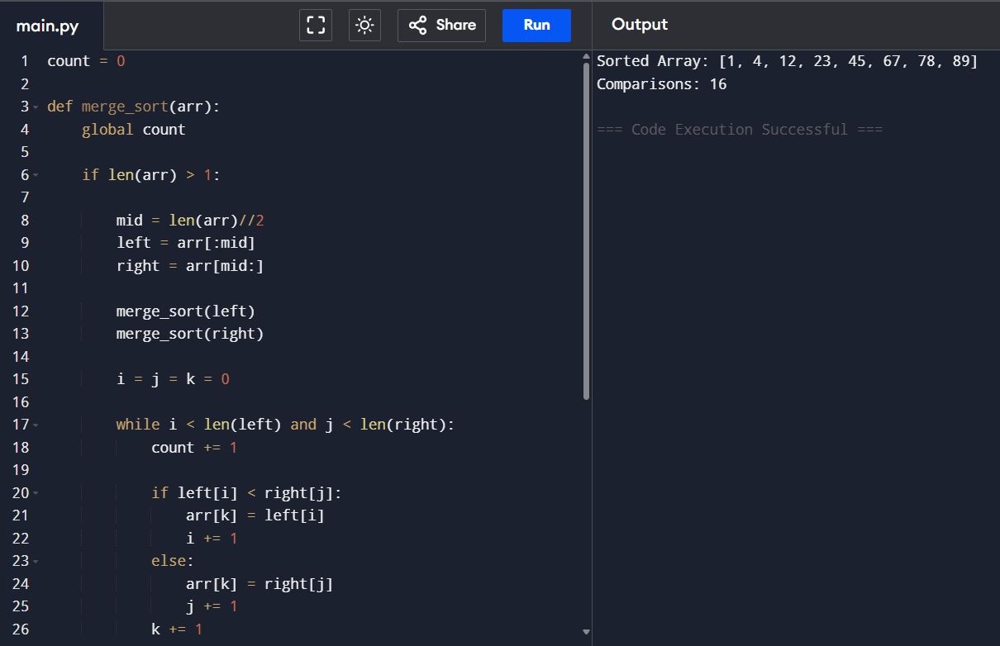 main.py
Share
Run
Output
1 count = 0
2
3 def merge_sort(arr):
4     global count
5
6     if len(arr) > 1:
7
8         mid = len(arr)//2
9         left = arr[:mid]
10         right = arr[mid:]
11
12         merge_sort(left)
13         merge_sort(right)
14
15         i = j = k = 0
16
17         while i < len(left) and j < len(right):
18             count += 1
19
20             if left[i] < right[j]:
21                 arr[k] = left[i]
22                 i += 1
23             else:
24                 arr[k] = right[j]
25                 j += 1
26             k += 1
Sorted Array: [1, 4, 12, 23, 45, 67, 78, 89]
Comparisons: 16
=== Code Execution Successful ===